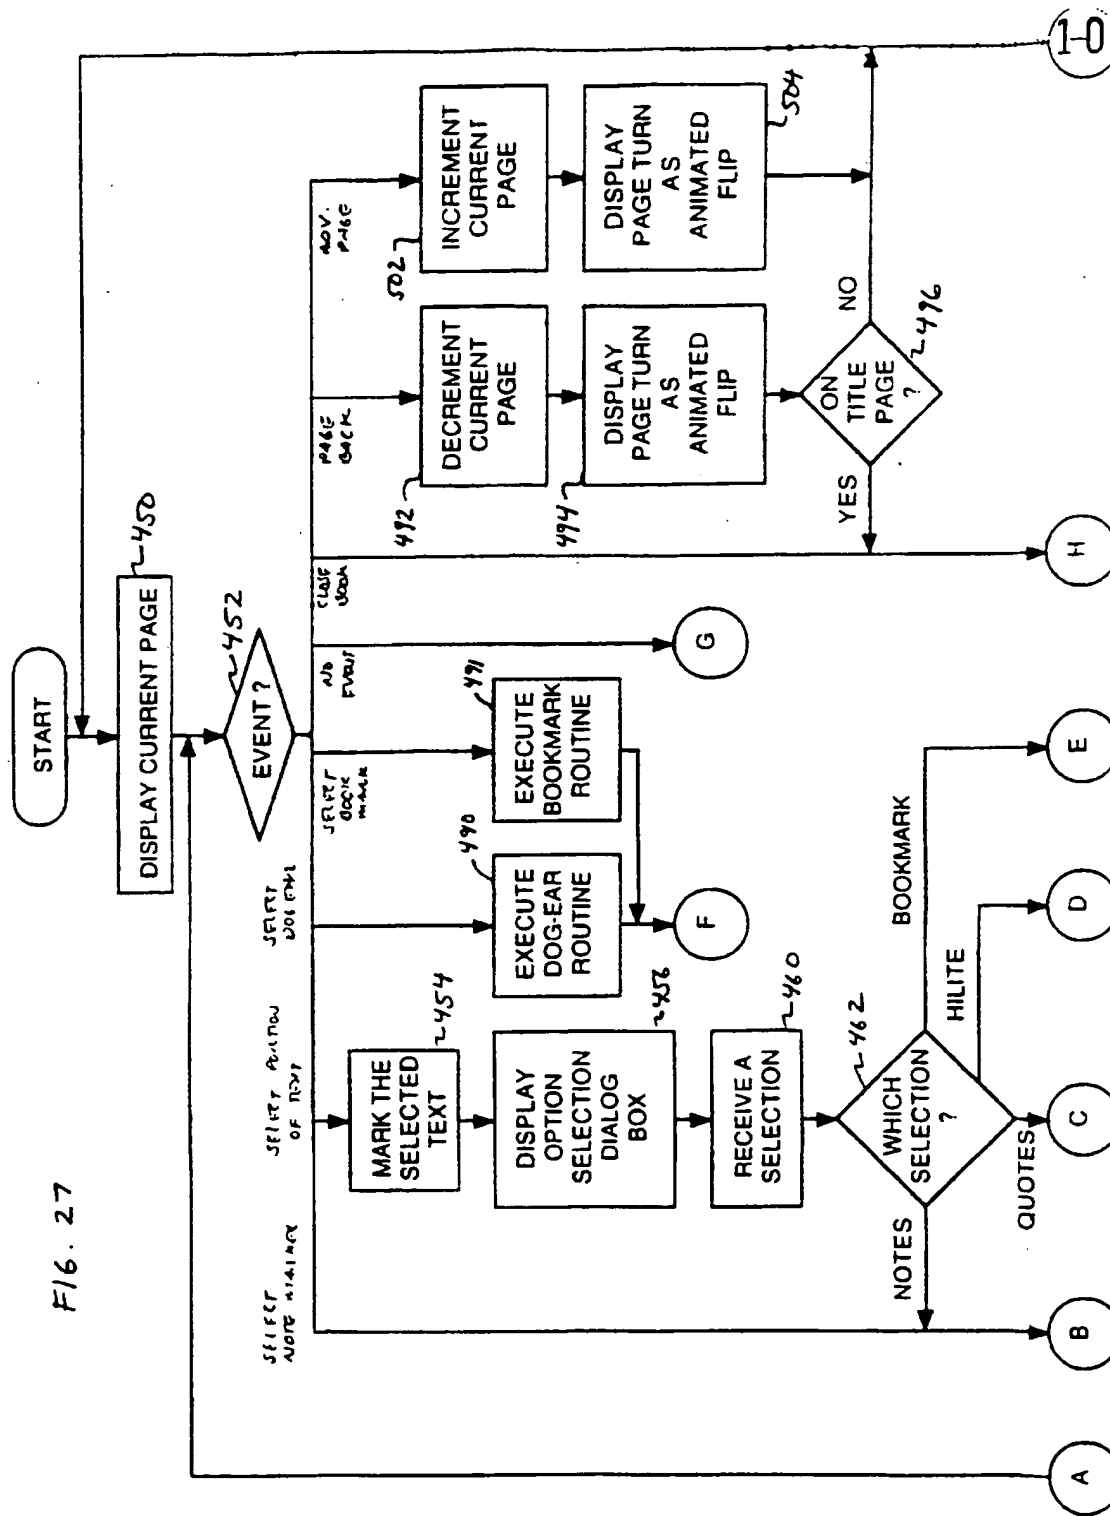 FIG. 27
START
DISPLAY CURRENT PAGE
450
EVENT ?
452
SELECT
NOTE MARKER
SELECT PORTION
OF TEXT
SELECT
DOG EAR
SELECT
BOOK
MARK
NO
EVENT
CLOSE
BOOK
PAGE
BACK
ADV.
PAGE
MARK THE
SELECTED
TEXT
454
DISPLAY
OPTION
SELECTION
DIALOG
BOX
456
RECEIVE A
SELECTION
460
WHICH
SELECTION
?
462
NOTES
QUOTES
HILITE
BOOKMARK
490
EXECUTE
DOG-EAR
ROUTINE
491
EXECUTE
BOOKMARK
ROUTINE
492
DECREMENT
CURRENT
PAGE
494
DISPLAY
PAGE TURN
AS
ANIMATED
FLIP
ON
TITLE
PAGE
?
496
YES
NO
502
INCREMENT
CURRENT
PAGE
DISPLAY
PAGE TURN
AS
ANIMATED
FLIP
504
F
G
A
B
C
D
E
H
1-0